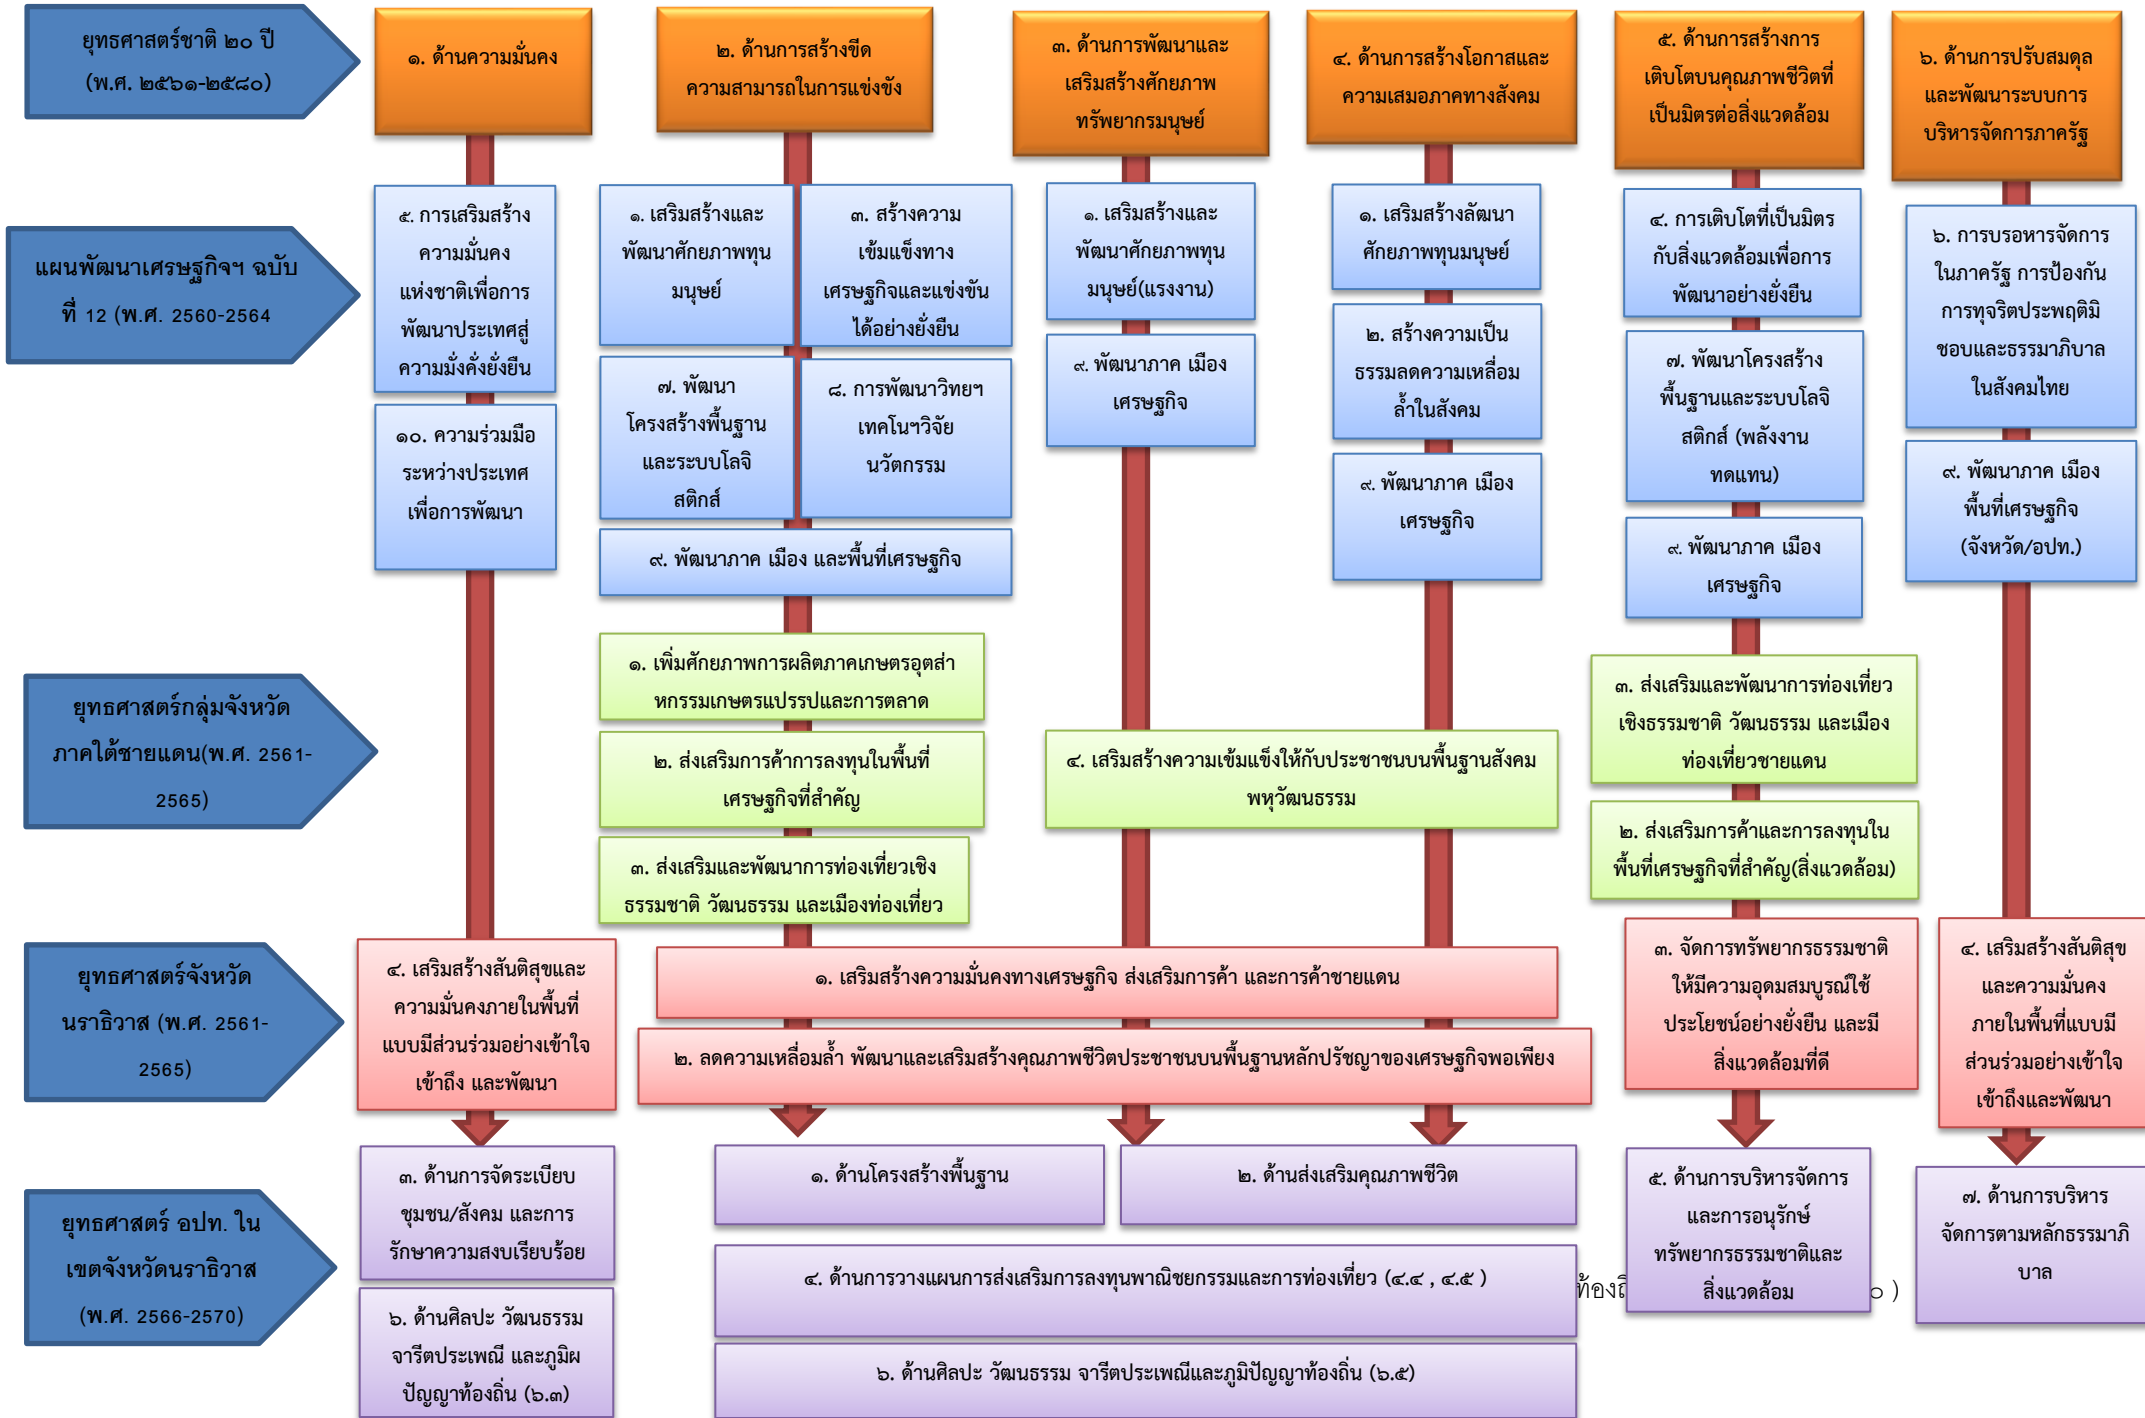 ยุทธศาสตร์ชาติ ๒๐ ปี
(พ.ศ. ๒๕๖๑-๒๕๘๐)
๑. ด้านความมั่นคง
๒. ด้านการสร้างขีด
ความสามารถในการแข่งขัง
๓. ด้านการพัฒนาและ
เสริมสร้างศักยภาพ
ทรัพยากรมนุษย์
๔. ด้านการสร้างโอกาสและ
ความเสมอภาคทางสังคม
๕. ด้านการสร้างการ
เติบโตบนคุณภาพชีวิตที่
เป็นมิตรต่อสิ่งแวดล้อม
๖. ด้านการปรับสมดุล
และพัฒนาระบบการ
บริหารจัดการภาครัฐ
แผนพัฒนาเศรษฐกิจฯ ฉบับ
ที่ 12 (พ.ศ. 2560-2564
๕. การเสริมสร้าง
ความมั่นคง
แห่งชาติเพื่อการ
พัฒนาประเทศสู่
ความมั่งคั่งยั่งยืน
๑๐. ความร่วมมือ
ระหว่างประเทศ
เพื่อการพัฒนา
๑. เสริมสร้างและ
พัฒนาศักยภาพทุน
มนุษย์
๓. สร้างความ
เข้มแข็งทาง
เศรษฐกิจและแข่งขัน
ได้อย่างยั่งยืน
๗. พัฒนา
โครงสร้างพื้นฐาน
และระบบโลจิ
สติกส์
๘. การพัฒนาวิทยฯ
เทคโนฯวิจัย
นวัตกรรม
๙. พัฒนาภาค เมือง และพื้นที่เศรษฐกิจ
๑. เสริมสร้างและ
พัฒนาศักยภาพทุน
มนุษย์(แรงงาน)
๙. พัฒนาภาค เมือง
เศรษฐกิจ
๑. เสริมสร้างลัฒนา
ศักยภาพทุนมนุษย์
๒. สร้างความเป็น
ธรรมลดความเหลื่อม
ล้ำในสังคม
๙. พัฒนาภาค เมือง
เศรษฐกิจ
๔. การเติบโตที่เป็นมิตร
กับสิ่งแวดล้อมเพื่อการ
พัฒนาอย่างยั่งยืน
๗. พัฒนาโครงสร้าง
พื้นฐานและระบบโลจิ
สติกส์ (พลังงาน
ทดแทน)
๙. พัฒนาภาค เมือง
เศรษฐกิจ
๖. การบรอหารจัดการ
ในภาครัฐ การป้องกัน
การทุจริตประพฤติมิ
ชอบและธรรมาภิบาล
ในสังคมไทย
๙. พัฒนาภาค เมือง
พื้นที่เศรษฐกิจ
(จังหวัด/อปท.)
ยุทธศาสตร์กลุ่มจังหวัด
ภาคใต้ชายแดน(พ.ศ. 2561-
2565)
๑. เพิ่มศักยภาพการผลิตภาคเกษตรอุตสำ
หกรรมเกษตรแปรรปและการตลาด
๒. ส่งเสริมการค้าการลงทุนในพื้นที่
เศรษฐกิจที่สำคัญ
๓. ส่งเสริมและพัฒนาการท่องเที่ยวเชิง
ธรรมชาติ วัฒนธรรม และเมืองท่องเที่ยว
๔. เสริมสร้างความเข้มแข็งให้กับประชาชนบนพื้นฐานสังคม
พหุวัฒนธรรม
๓. ส่งเสริมและพัฒนาการท่องเที่ยว
เชิงธรรมชาติ วัฒนธรรม และเมือง
ท่องเที่ยวชายแดน
๒. ส่งเสริมการค้าและการลงทุนใน
พื้นที่เศรษฐกิจที่สำคัญ(สิ่งแวดล้อม)
ยุทธศาสตร์จังหวัด
นราธิวาส (พ.ศ. 2561-
2565)
๔. เสริมสร้างสันติสุขและ
ความมั่นคงภายในพื้นที่
แบบมีส่วนร่วมอย่างเข้าใจ
เข้าถึง และพัฒนา
๑. เสริมสร้างความมั่นคงทางเศรษฐกิจ ส่งเสริมการค้า และการค้าชายแดน
๒. ลดความเหลื่อมล้ำ พัฒนาและเสริมสร้างคุณภาพชีวิตประชาชนบนพื้นฐานหลักปรัชญาของเศรษฐกิจพอเพียง
๓. จัดการทรัพยากรธรรมชาติ
ให้มีความอุดมสมบูรณ์ใช้
ประโยชน์อย่างยั่งยืน และมี
สิ่งแวดล้อมที่ดี
๔. เสริมสร้างสันติสุข
และความมั่นคง
ภายในพื้นที่แบบมี
ส่วนร่วมอย่างเข้าใจ
เข้าถึงและพัฒนา
ยุทธศาสตร์ อปท. ใน
เขตจังหวัดนราธิวาส
(พ.ศ. 2566-2570)
๓. ด้านการจัดระเบียบ
ชุมชน/สังคม และการ
รักษาความสงบเรียบร้อย
๖. ด้านศิลปะ วัฒนธรรม
จารีตประเพณี และภูมิผ
ปัญญาท้องถิ่น (๖.๓)
๑. ด้านโครงสร้างพื้นฐาน
๒. ด้านส่งเสริมคุณภาพชีวิต
๔. ด้านการวางแผนการส่งเสริมการลงทุนพาณิชยกรรมและการท่องเที่ยว (๔.๔ , ๔.๕ )
๖. ด้านศิลปะ วัฒนธรรม จารีตประเพณีและภูมิปัญญาท้องถิ่น (๖.๕)
๕. ด้านการบริหารจัดการ
และการอนุรักษ์
ทรัพยากรธรรมชาติและ
สิ่งแวดล้อม
๐ )
๗. ด้านการบริหาร
จัดการตามหลักธรรมาภิ
บาล